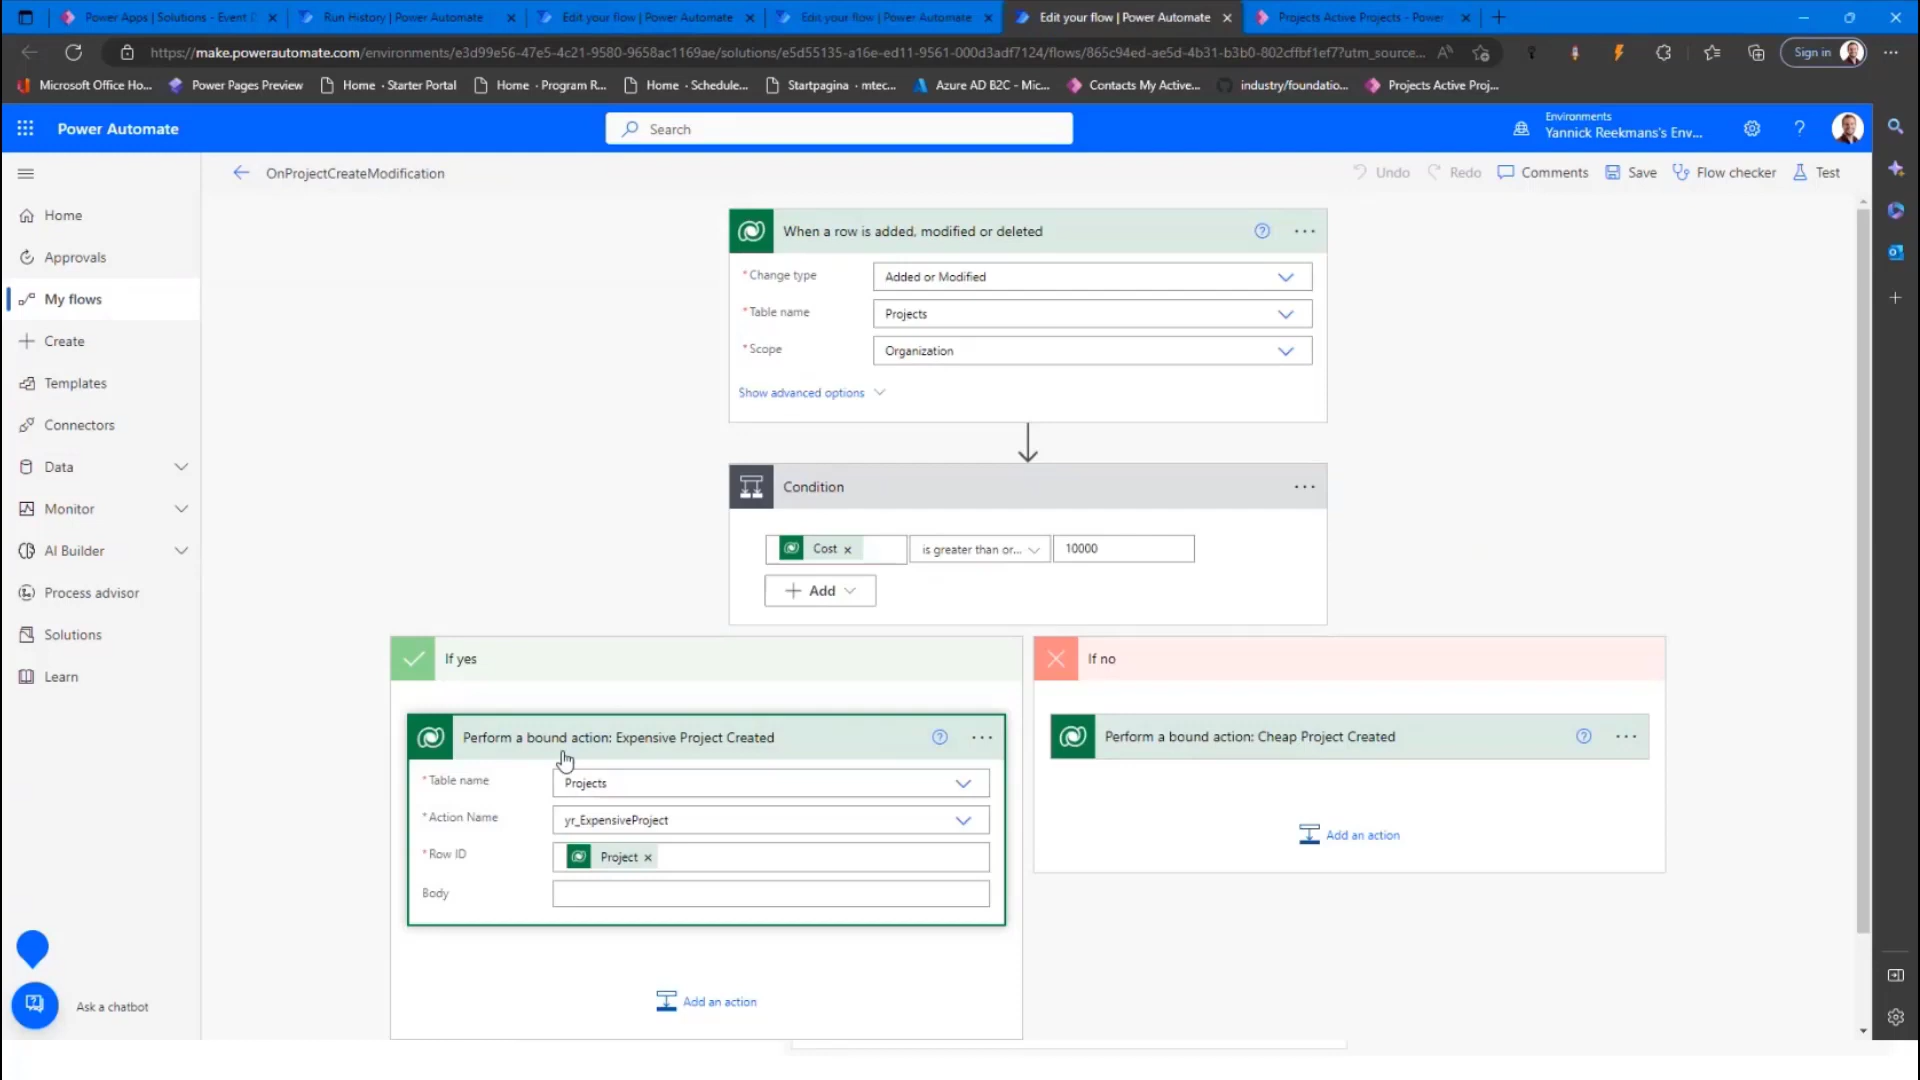 Power Apps | Solutions - Event D
Run History | Power Automate
Edit your flow | Power Automate
Edit your flow | Power Automate
Edit your flow | Power Automate
Projects Active Projects - Power
https://make.powerautomate.com/environments/e3d99e56-47e5-4c21-9580-9658ac1169ae/solutions/e5d55135-a16e-ed11-9561-000d3adf7124/flows/865c94ed-ae5d-4b31-b3b0-802cffbf1ef7?utm_source...
Sign in
Microsoft Office Ho...
Power Pages Preview
Home · Starter Portal
Home · Program R...
Home · Schedule...
Startpagina · mtec...
Azure AD B2C - Mic...
Contacts My Active...
industry/foundatio...
Projects Active Proj...
Power Automate
Search
Environments
Yannick Reekmans's Env...
OnProjectCreateModification
Undo
Redo
Comments
Save
Flow checker
Test
Home
Approvals
My flows
Create
Templates
Connectors
Data
Monitor
AI Builder
Process advisor
Solutions
Learn
Ask a chatbot
When a row is added, modified or deleted
*Change type
Added or Modified
*Table name
Projects
*Scope
Organization
Show advanced options
Condition
Cost
is greater than or...
10000
Add
If yes
Perform a bound action: Expensive Project Created
*Table name
Projects
*Action Name
yr_ExpensiveProject
*Row ID
Project
Body
Add an action
If no
Perform a bound action: Cheap Project Created
Add an action